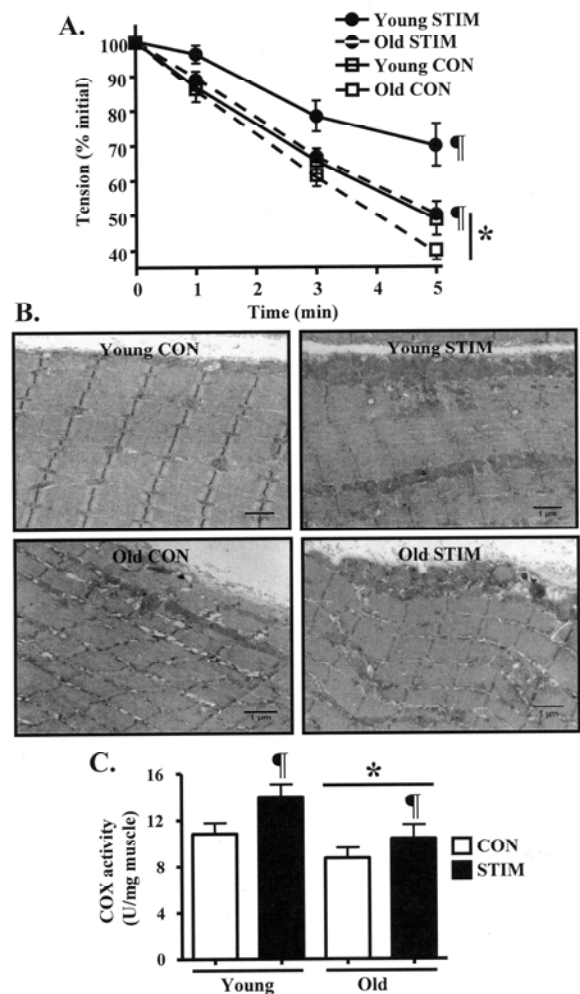 A.
Young STIM
Old STIM
Young CON
Old CON
Tension (% initial)
100
90
80
70
60
50
40
¶
¶
*
0 1 2 3 4 5
Time (min)
B.
Young CON
1 µm
Young STIM
1 µm
Old CON
1 µm
Old STIM
1 µm
C.
COX activity
(U/mg muscle)
16
12
8
4
0
¶
*
¶
CON
STIM
Young
Old